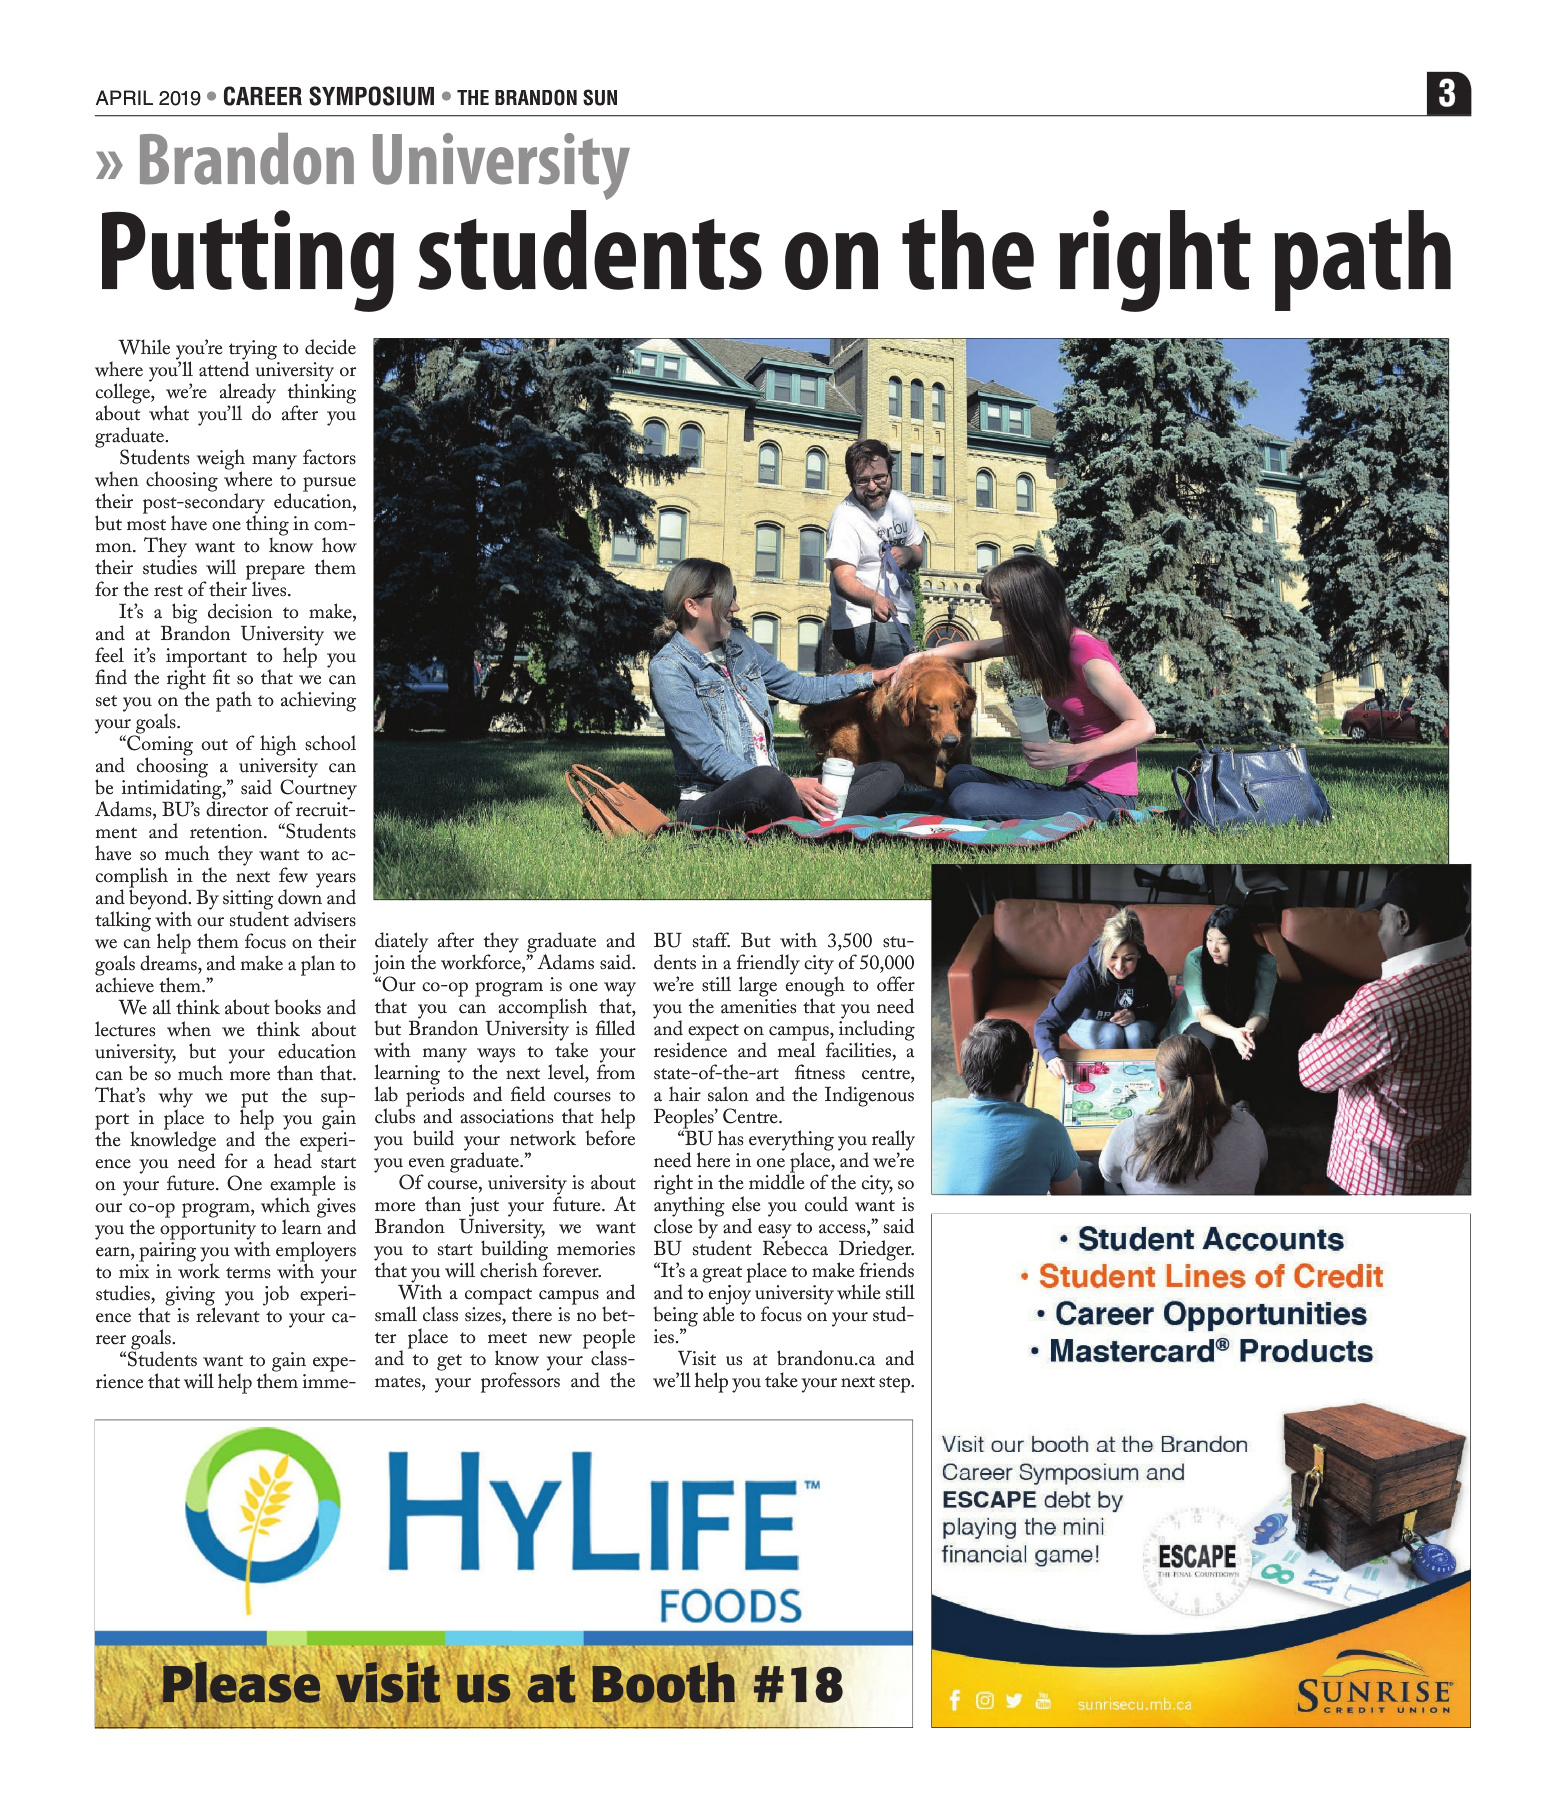 APRIL 2019 • CAREER SYMPOSIUM • THE BRANDON SUN
3
» Brandon University
Putting students on the right path
While you're trying to decide
where you'll attend university or
college, we're already thinking
about what you'll do after you
graduate.
Students weigh many factors
when choosing where to pursue
their post-secondary education,
but most have one thing in com-
mon. They want to know how
their studies will prepare them
for the rest of their lives.
It's a big decision to make,
and at Brandon University we
feel it's important to help you
find the right fit so that we can
set you on the path to achieving
your goals.
“Coming out of high school
and choosing a university can
be intimidating,” said Courtney
Adams, BU's director of recruit-
ment and retention. “Students
have so much they want to ac-
complish in the next few years
and beyond. By sitting down and
talking with our student advisers
we can help them focus on their
goals dreams, and make a plan to
achieve them.”
We all think about books and
lectures when we think about
university, but your education
can be so much more than that.
That's why we put the sup-
port in place to help you gain
the knowledge and the experi-
ence you need for a head start
on your future. One example is
our co-op program, which gives
you the opportunity to learn and
earn, pairing you with employers
to mix in work terms with your
studies, giving you job experi-
ence that is relevant to your ca-
reer goals.
“Students want to gain expe-
rience that will help them imme-
diately after they graduate and
join the workforce,” Adams said.
“Our co-op program is one way
that you can accomplish that,
but Brandon University is filled
with many ways to take your
learning to the next level, from
lab periods and field courses to
clubs and associations that help
you build your network before
you even graduate.”
Of course, university is about
more than just your future. At
Brandon University, we want
you to start building memories
that you will cherish forever.
With a compact campus and
small class sizes, there is no bet-
ter place to meet new people
and to get to know your class-
mates, your professors and the
BU staff. But with 3,500 stu-
dents in a friendly city of 50,000
we're still large enough to offer
you the amenities that you need
and expect on campus, including
residence and meal facilities, a
state-of-the-art fitness centre,
a hair salon and the Indigenous
Peoples' Centre.
“BU has everything you really
need here in one place, and we're
right in the middle of the city, so
anything else you could want is
close by and easy to access,” said
BU student Rebecca Driedger.
“It's a great place to make friends
and to enjoy university while still
being able to focus on your stud-
ies.”
Visit us at brandonu.ca and
we'll help you take your next step.
HYLIFE™
FOODS
Please visit us at Booth #18
• Student Accounts
• Student Lines of Credit
• Career Opportunities
• Mastercard® Products
Visit our booth at the Brandon
Career Symposium and
ESCAPE debt by
playing the mini
financial game!
ESCAPE
THE FINAL COUNTDOWN
sunrisecu.mb.ca
SUNRISE
CREDIT UNION